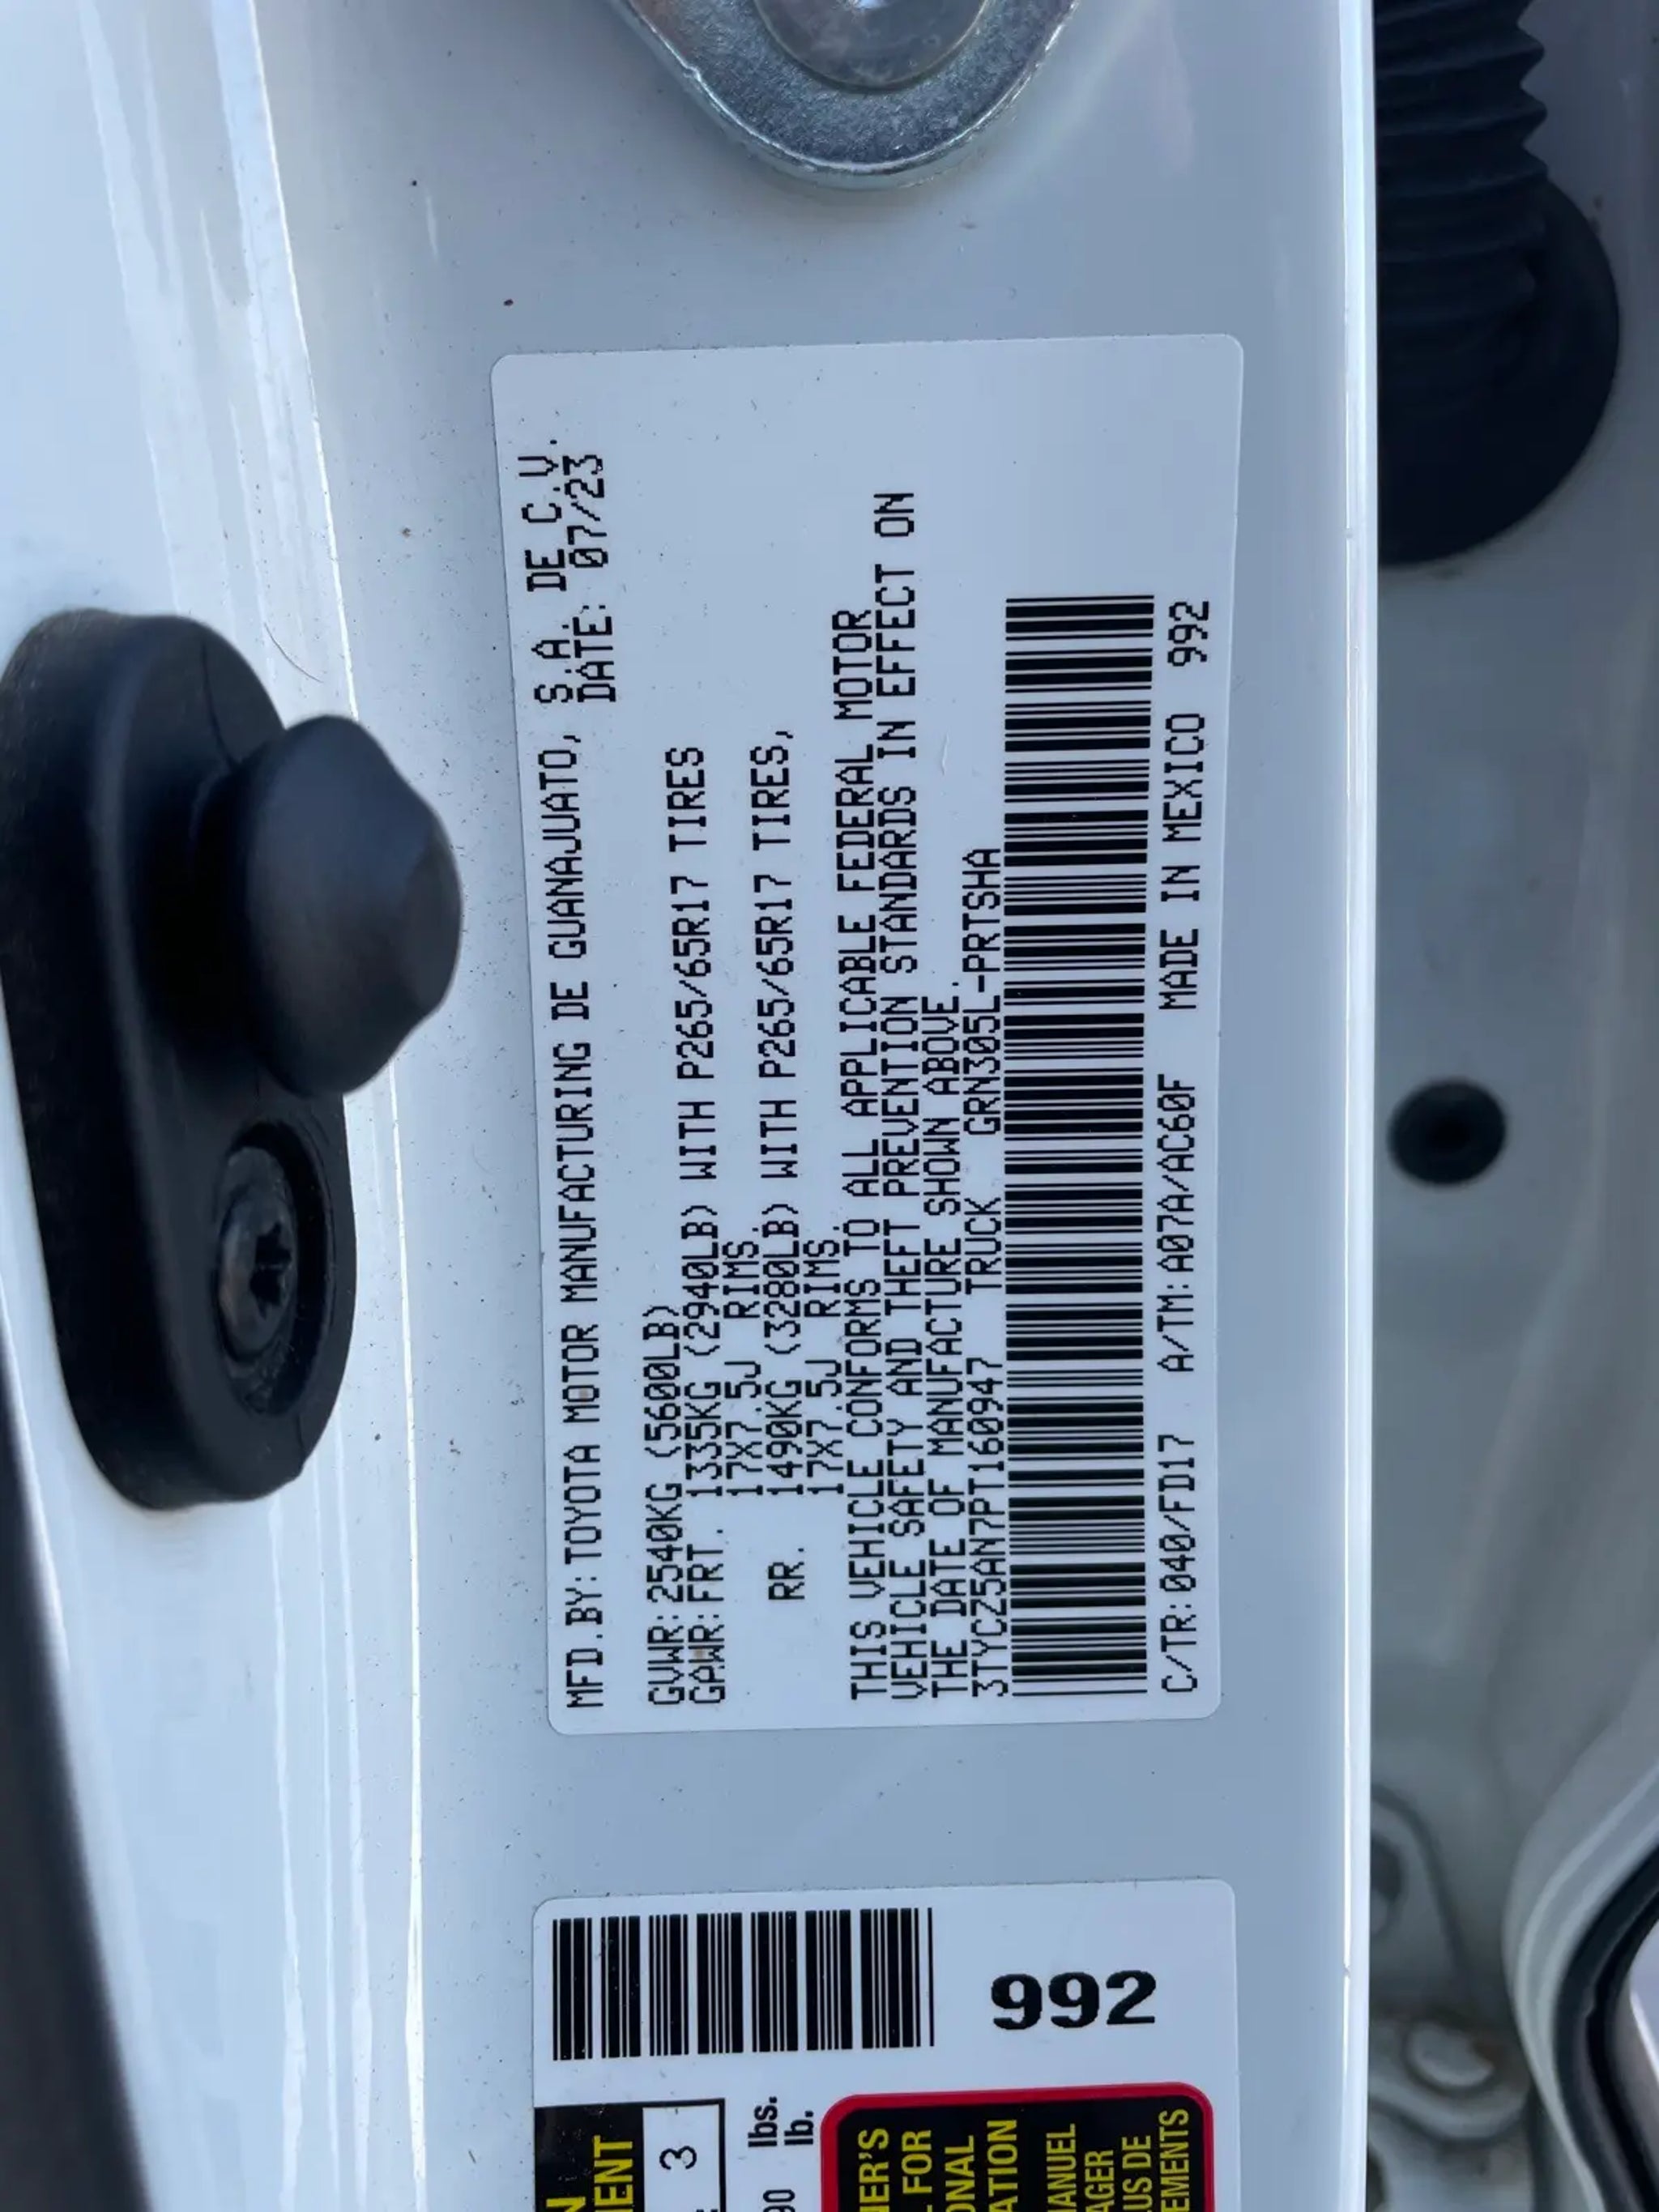 MFD.BY:TOYOTA MOTOR MANUFACTURING DE GUANAJUATO, S.A. DE C.V.
DATE: 07/23
GVWR:2540KG (5600LB)
GAWR:FRT. 1335KG (2940LB) WITH P265/65R17 TIRES
17X7.5J RIMS.
RR. 1490KG (3280LB) WITH P265/65R17 TIRES,
17X7.5J RIMS.
THIS VEHICLE CONFORMS TO ALL APPLICABLE FEDERAL MOTOR
VEHICLE SAFETY AND THEFT PREVENTION STANDARDS IN EFFECT ON
THE DATE OF MANUFACTURE SHOWN ABOVE.
3TYCZ5AN7PT160947 TRUCK GRN305L-PRTSHA
C/TR:040/FD17 A/TM:A07A/AC60F MADE IN MEXICO 992
992
3
lbs.
lb.